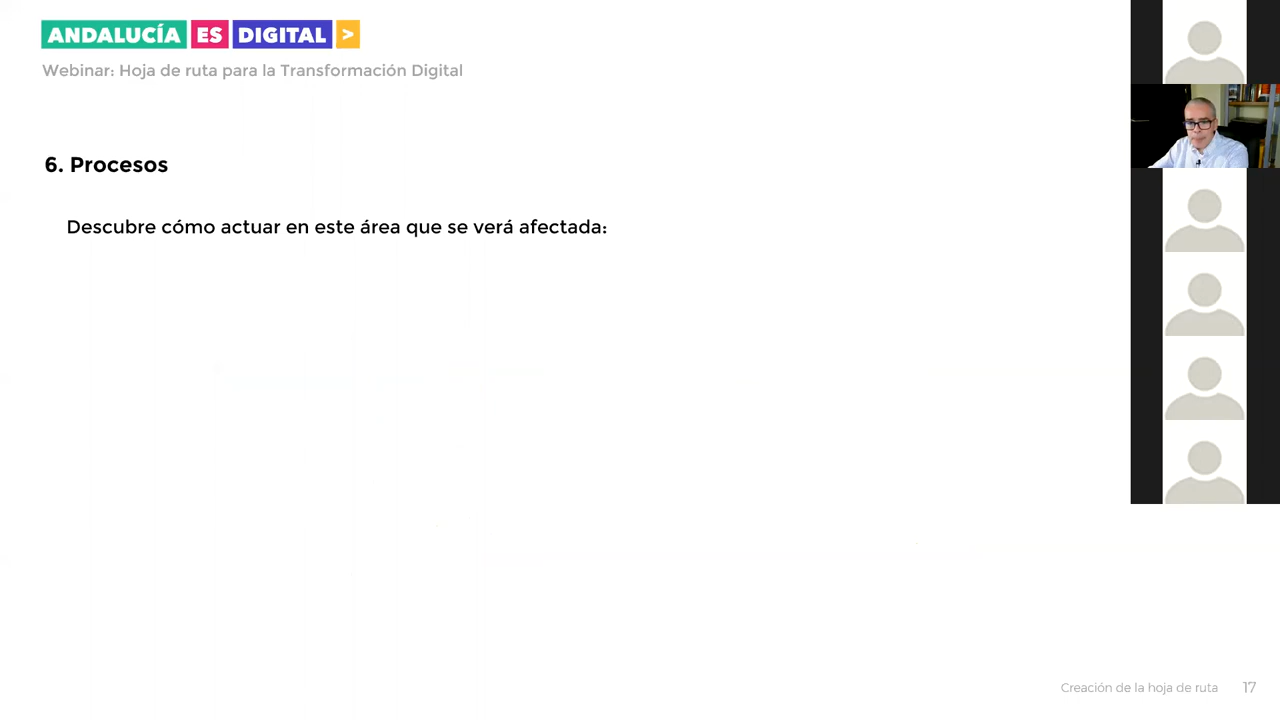 ANDALUCÍA ES DIGITAL >
Webinar: Hoja de ruta para la Transformación Digital
6. Procesos
Descubre cómo actuar en este área que se verá afectada:
Creación de la hoja de ruta 17